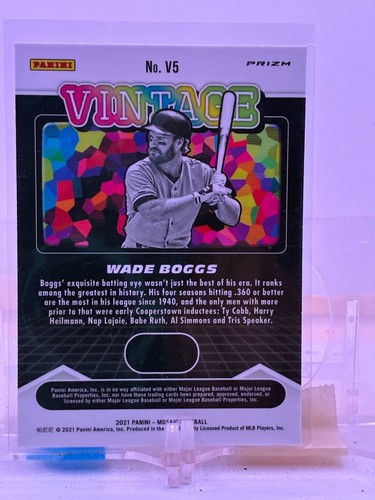 PANINI
No. V5
PRIZM
VINTAGE
WADE BOGGS
Boggs' exquisite batting eye wasn't just the best of his era. It ranks
among the greatest in history. His four seasons hitting .360 or better
are the most in his league since 1940, and the only men with more
prior to that were early Cooperstown inductees: Ty Cobb, Harry
Heilmann, Nap Lajoie, Babe Ruth, Al Simmons and Tris Speaker.
Panini America, Inc. is in no way affiliated with either Major League Baseball or Major League
Baseball Properties, Inc. nor have these trading cards been prepared, approved, endorsed, or
licensed by either Major League Baseball or Major League Baseball Properties, Inc.
2021 PANINI – MOSAIC BASEBALL
© 2021 Panini America, Inc. Produced in the Licensed Product of MLB Players, Inc.